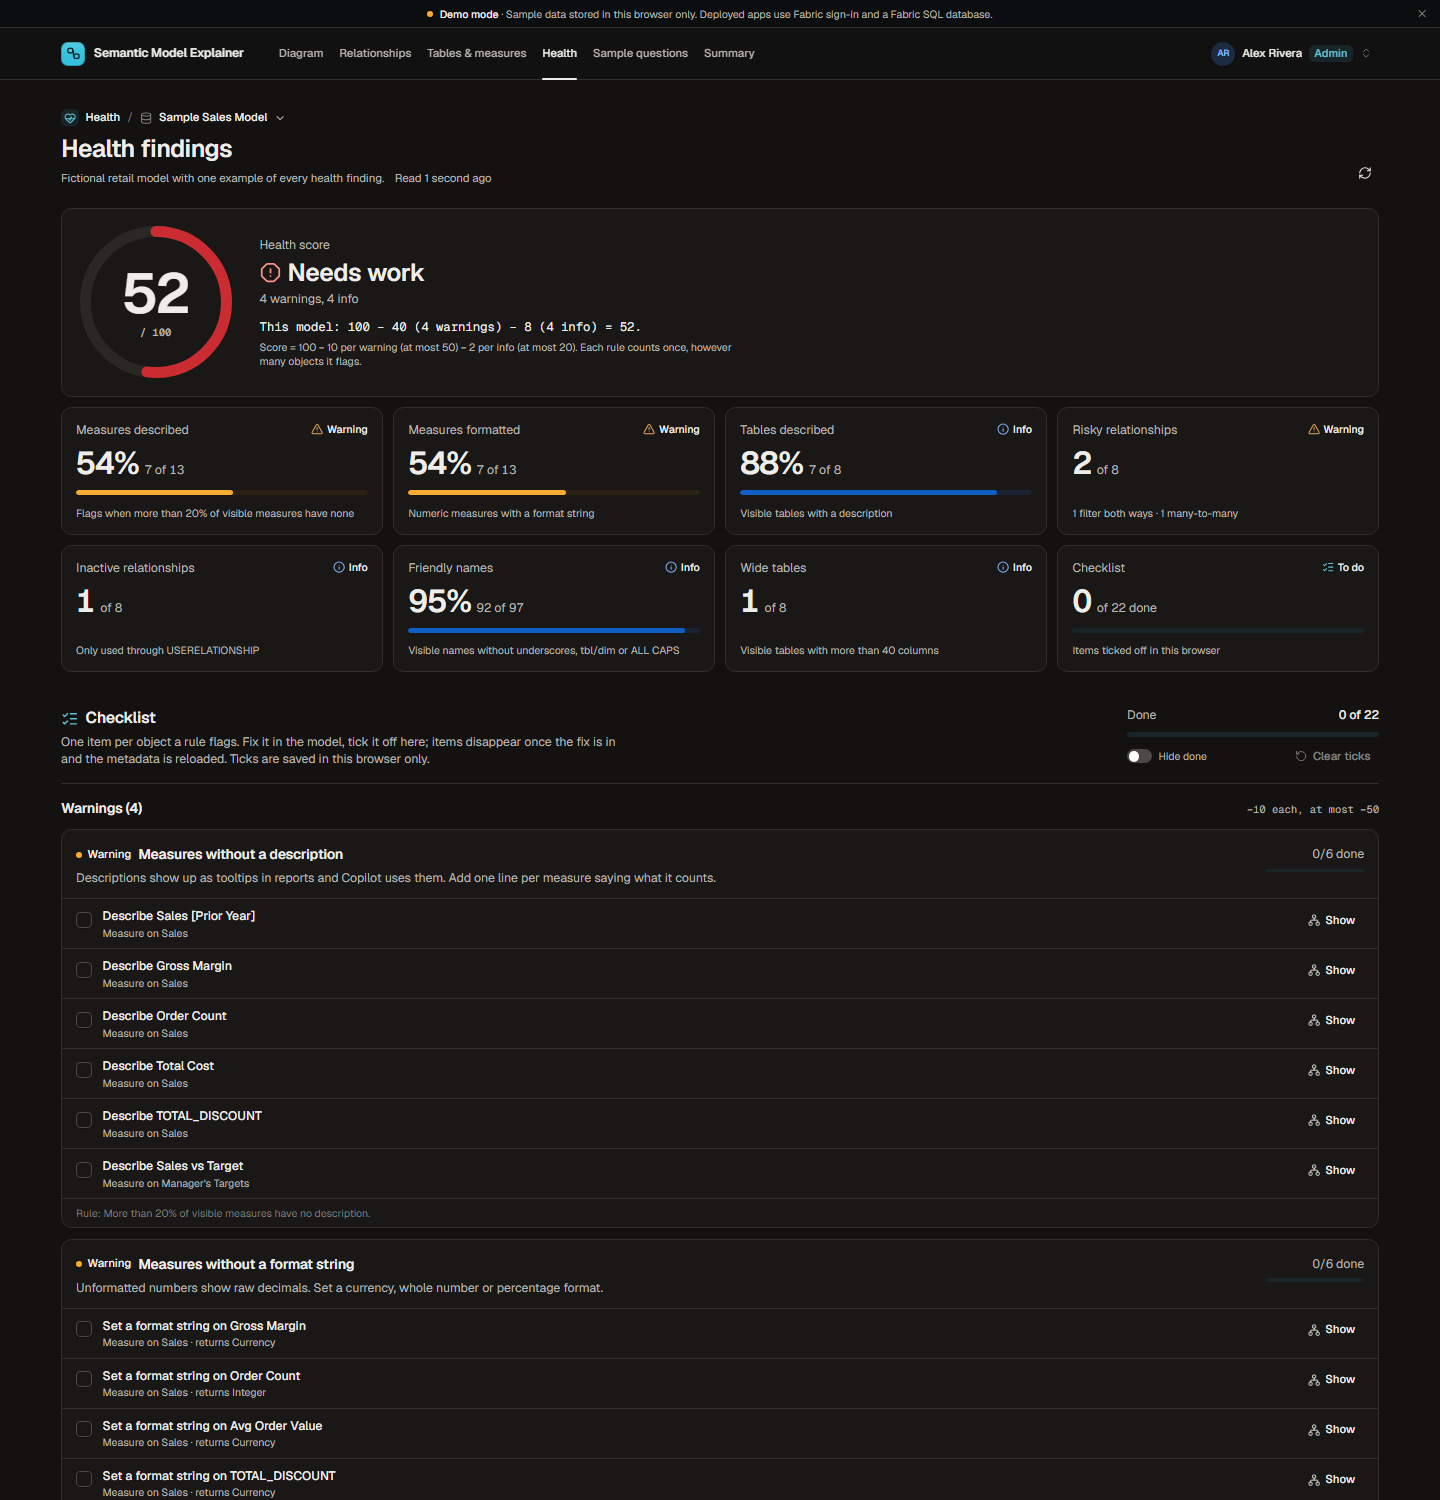 Demo mode · Sample data stored in this browser only. Deployed apps use Fabric sign-in and a Fabric SQL database.
Semantic Model Explainer
Diagram
Relationships
Tables & measures
Health
Sample questions
Summary
AR
Alex Rivera
Admin
Health / Sample Sales Model
Health findings
Fictional retail model with one example of every health finding. Read 1 second ago
52
/ 100
Health score
Needs work
4 warnings, 4 info
This model: 100 − 40 (4 warnings) − 8 (4 info) = 52.
Score = 100 − 10 per warning (at most 50) − 2 per info (at most 20). Each rule counts once, however
many objects it flags.
Measures described
Warning
54% 7 of 13
Flags when more than 20% of visible measures have none
Measures formatted
Warning
54% 7 of 13
Numeric measures with a format string
Tables described
Info
88% 7 of 8
Visible tables with a description
Risky relationships
Warning
2 of 8
1 filter both ways · 1 many-to-many
Inactive relationships
Info
1 of 8
Only used through USERELATIONSHIP
Friendly names
Info
95% 92 of 97
Visible names without underscores, tbl/dim or ALL CAPS
Wide tables
Info
1 of 8
Visible tables with more than 40 columns
Checklist
To do
0 of 22 done
Items ticked off in this browser
Checklist
One item per object a rule flags. Fix it in the model, tick it off here; items disappear once the fix is in
and the metadata is reloaded. Ticks are saved in this browser only.
Done
0 of 22
Hide done
Clear ticks
Warnings (4)
−10 each, at most −50
Warning Measures without a description
0/6 done
Descriptions show up as tooltips in reports and Copilot uses them. Add one line per measure saying what it counts.
Describe Sales [Prior Year]
Measure on Sales
Show
Describe Gross Margin
Measure on Sales
Show
Describe Order Count
Measure on Sales
Show
Describe Total Cost
Measure on Sales
Show
Describe TOTAL_DISCOUNT
Measure on Sales
Show
Describe Sales vs Target
Measure on Manager's Targets
Show
Rule: More than 20% of visible measures have no description.
Warning Measures without a format string
0/6 done
Unformatted numbers show raw decimals. Set a currency, whole number or percentage format.
Set a format string on Gross Margin
Measure on Sales · returns Currency
Show
Set a format string on Order Count
Measure on Sales · returns Integer
Show
Set a format string on Avg Order Value
Measure on Sales · returns Currency
Show
Set a format string on TOTAL_DISCOUNT
Measure on Sales · returns Currency
Show